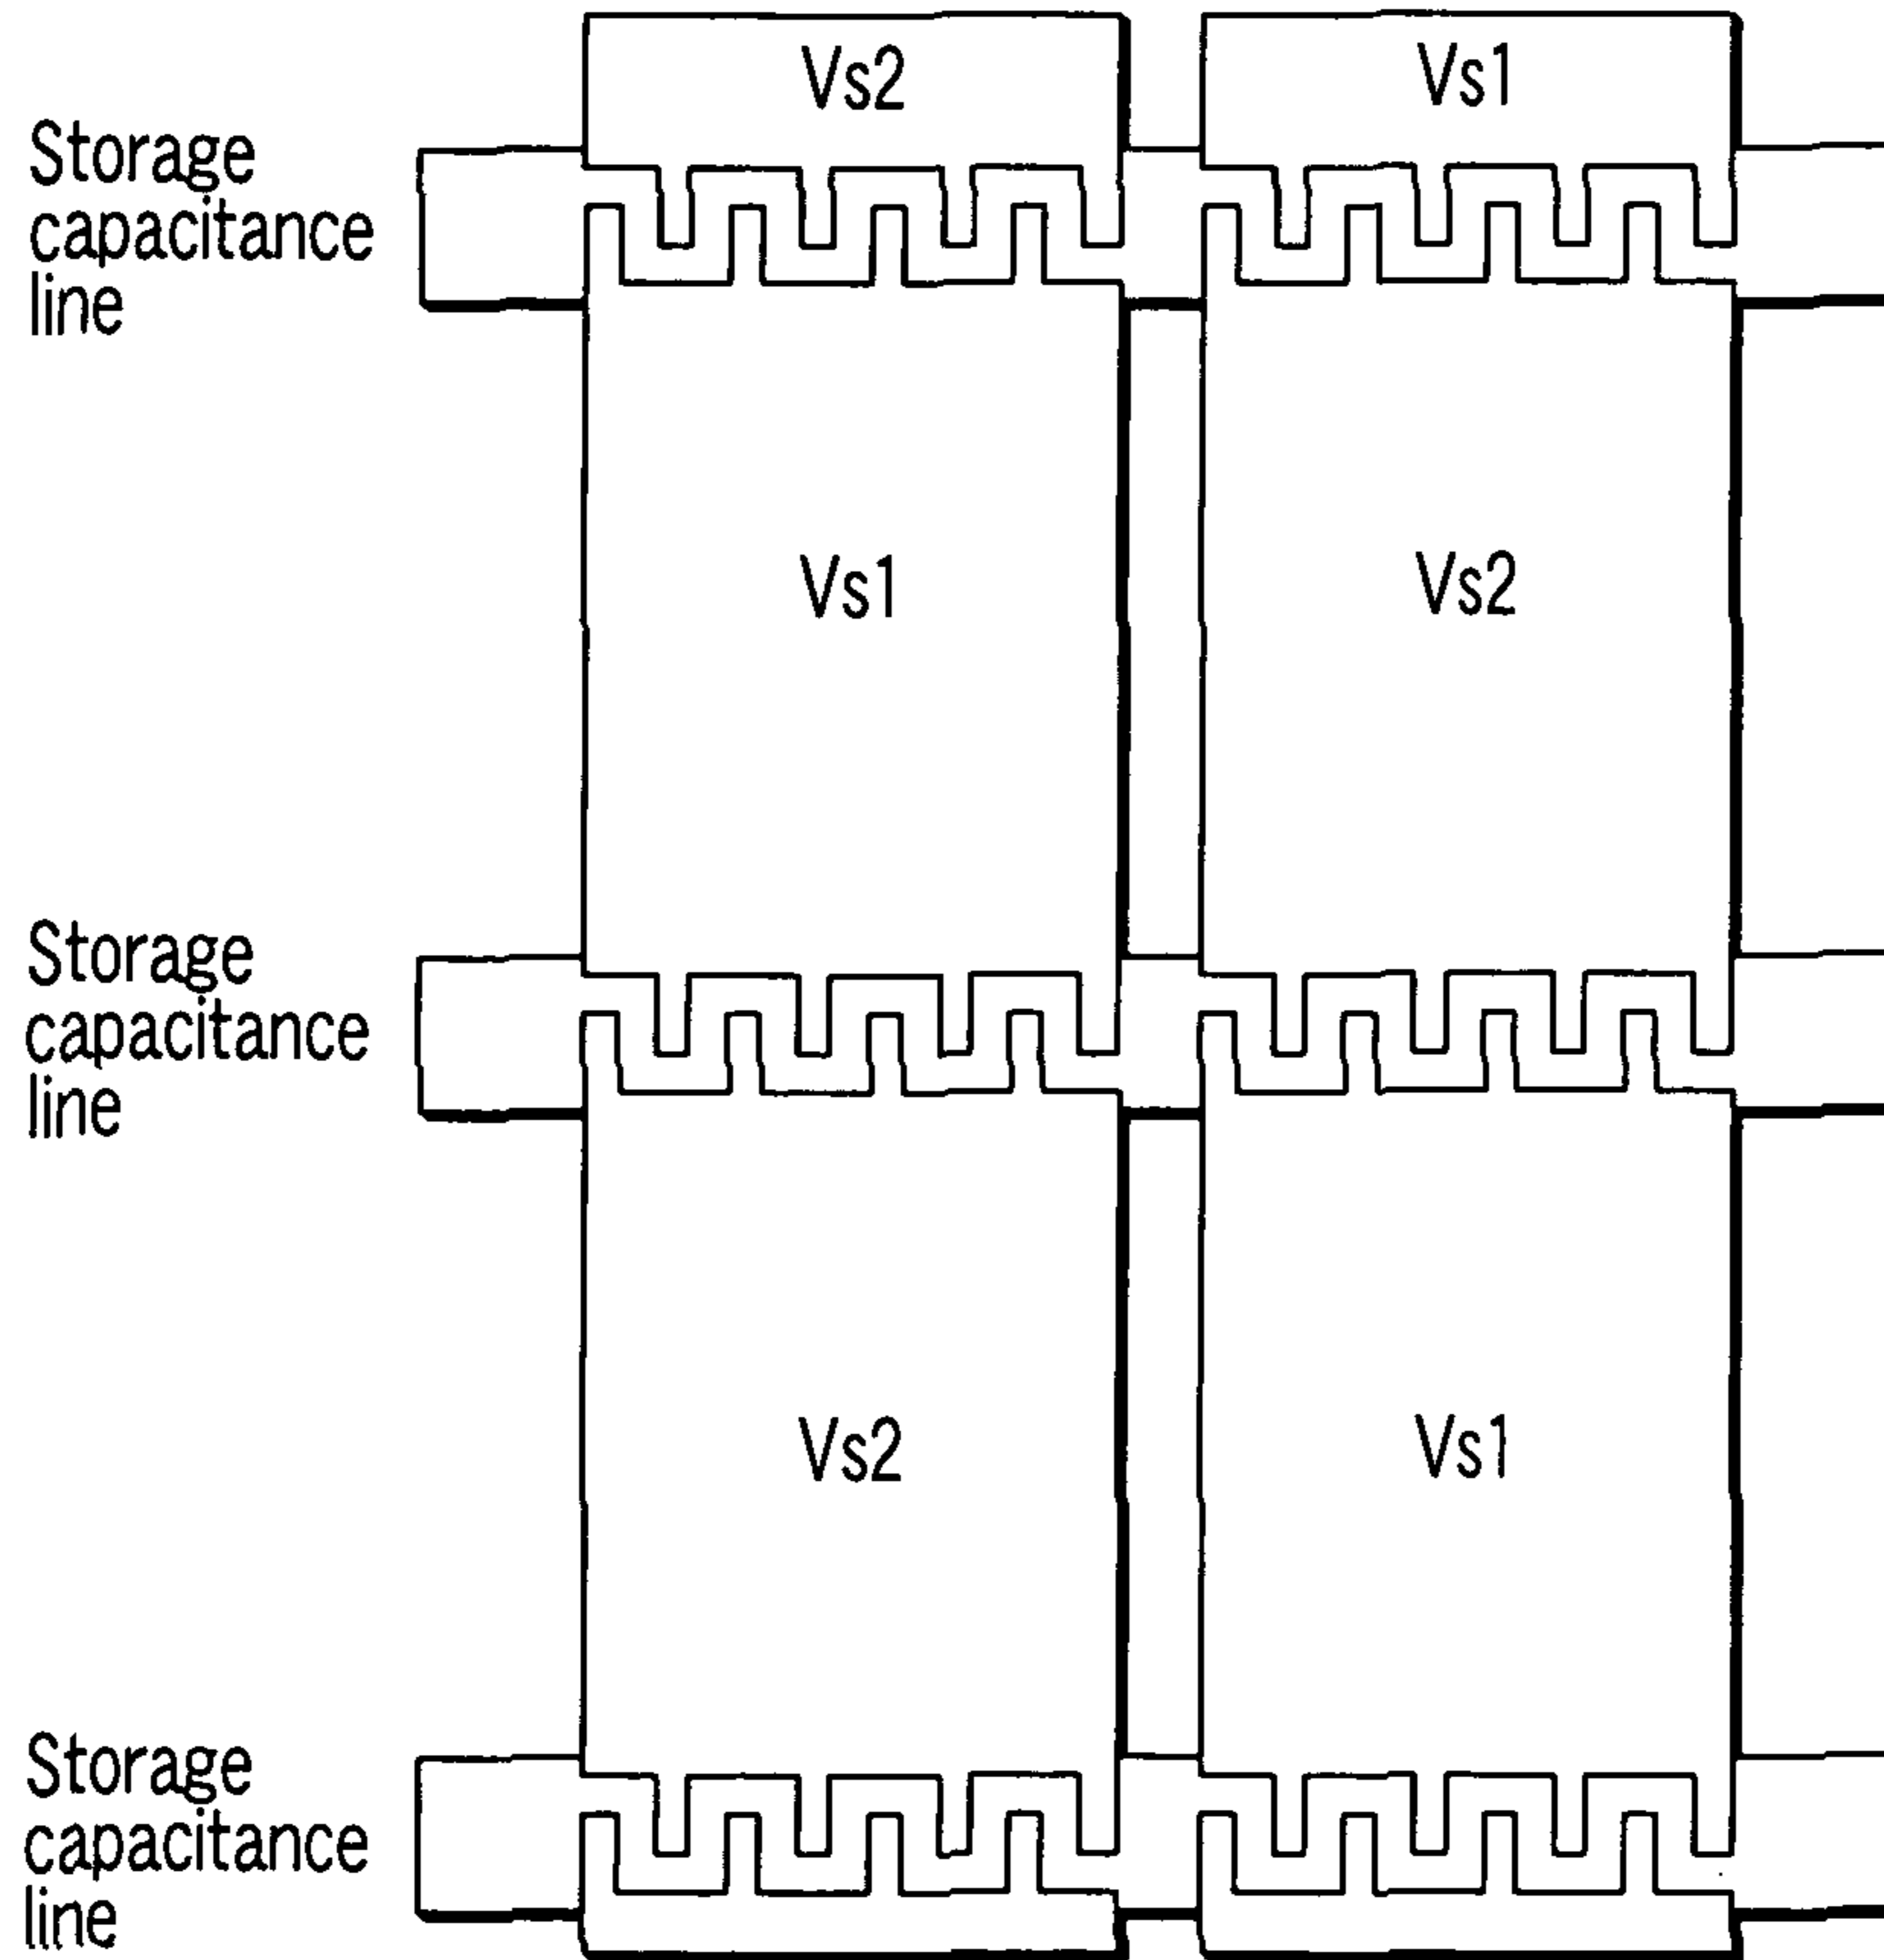 Vs2
Vs1
Storage
capacitance
line
Vs1
Vs2
Storage
capacitance
line
Vs2
Vs1
Storage
capacitance
line